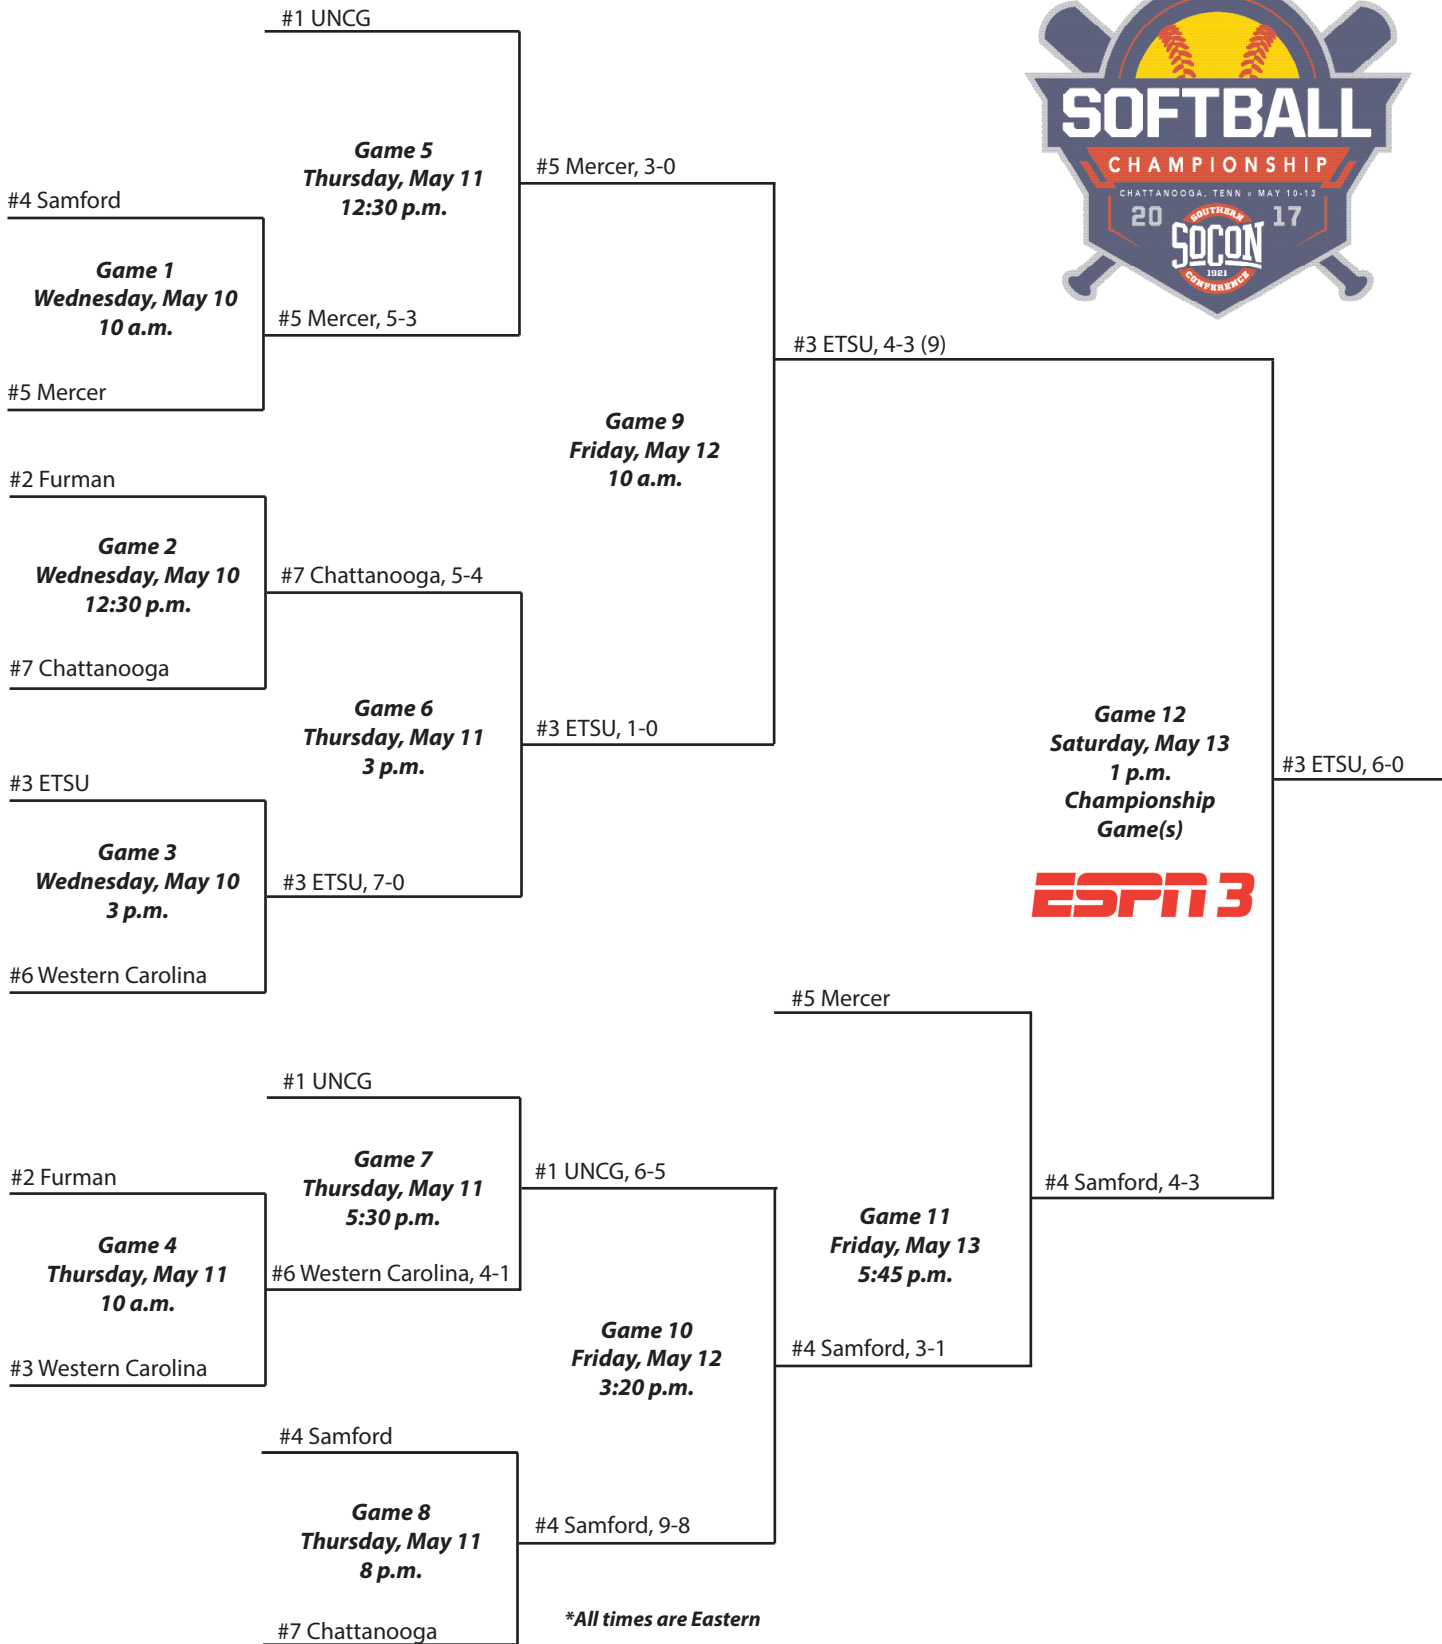 #1 UNCG
SOFTBALL
CHAMPIONSHIP
CHATTANOOGA, TENN MAY 10-13
20 17
SOUTHERN
SOCON
1921
CONFERENCE
Game 5
Thursday, May 11
12:30 p.m.
#5 Mercer, 3-0
#4 Samford
Game 1
Wednesday, May 10
10 a.m.
#5 Mercer, 5-3
#5 Mercer
#3 ETSU, 4-3 (9)
Game 9
Friday, May 12
10 a.m.
#2 Furman
Game 2
Wednesday, May 10
12:30 p.m.
#7 Chattanooga, 5-4
#7 Chattanooga
Game 6
Thursday, May 11
3 p.m.
#3 ETSU, 1-0
#3 ETSU
Game 3
Wednesday, May 10
3 p.m.
#3 ETSU, 7-0
#6 Western Carolina
Game 12
Saturday, May 13
1 p.m.
Championship
Game(s)
#3 ETSU, 6-0
ESPN 3
#5 Mercer
#1 UNCG
Game 7
Thursday, May 11
5:30 p.m.
#1 UNCG, 6-5
#2 Furman
Game 4
Thursday, May 11
10 a.m.
#6 Western Carolina, 4-1
#3 Western Carolina
#4 Samford, 4-3
Game 11
Friday, May 13
5:45 p.m.
Game 10
Friday, May 12
3:20 p.m.
#4 Samford, 3-1
#4 Samford
Game 8
Thursday, May 11
8 p.m.
#4 Samford, 9-8
#7 Chattanooga
*All times are Eastern